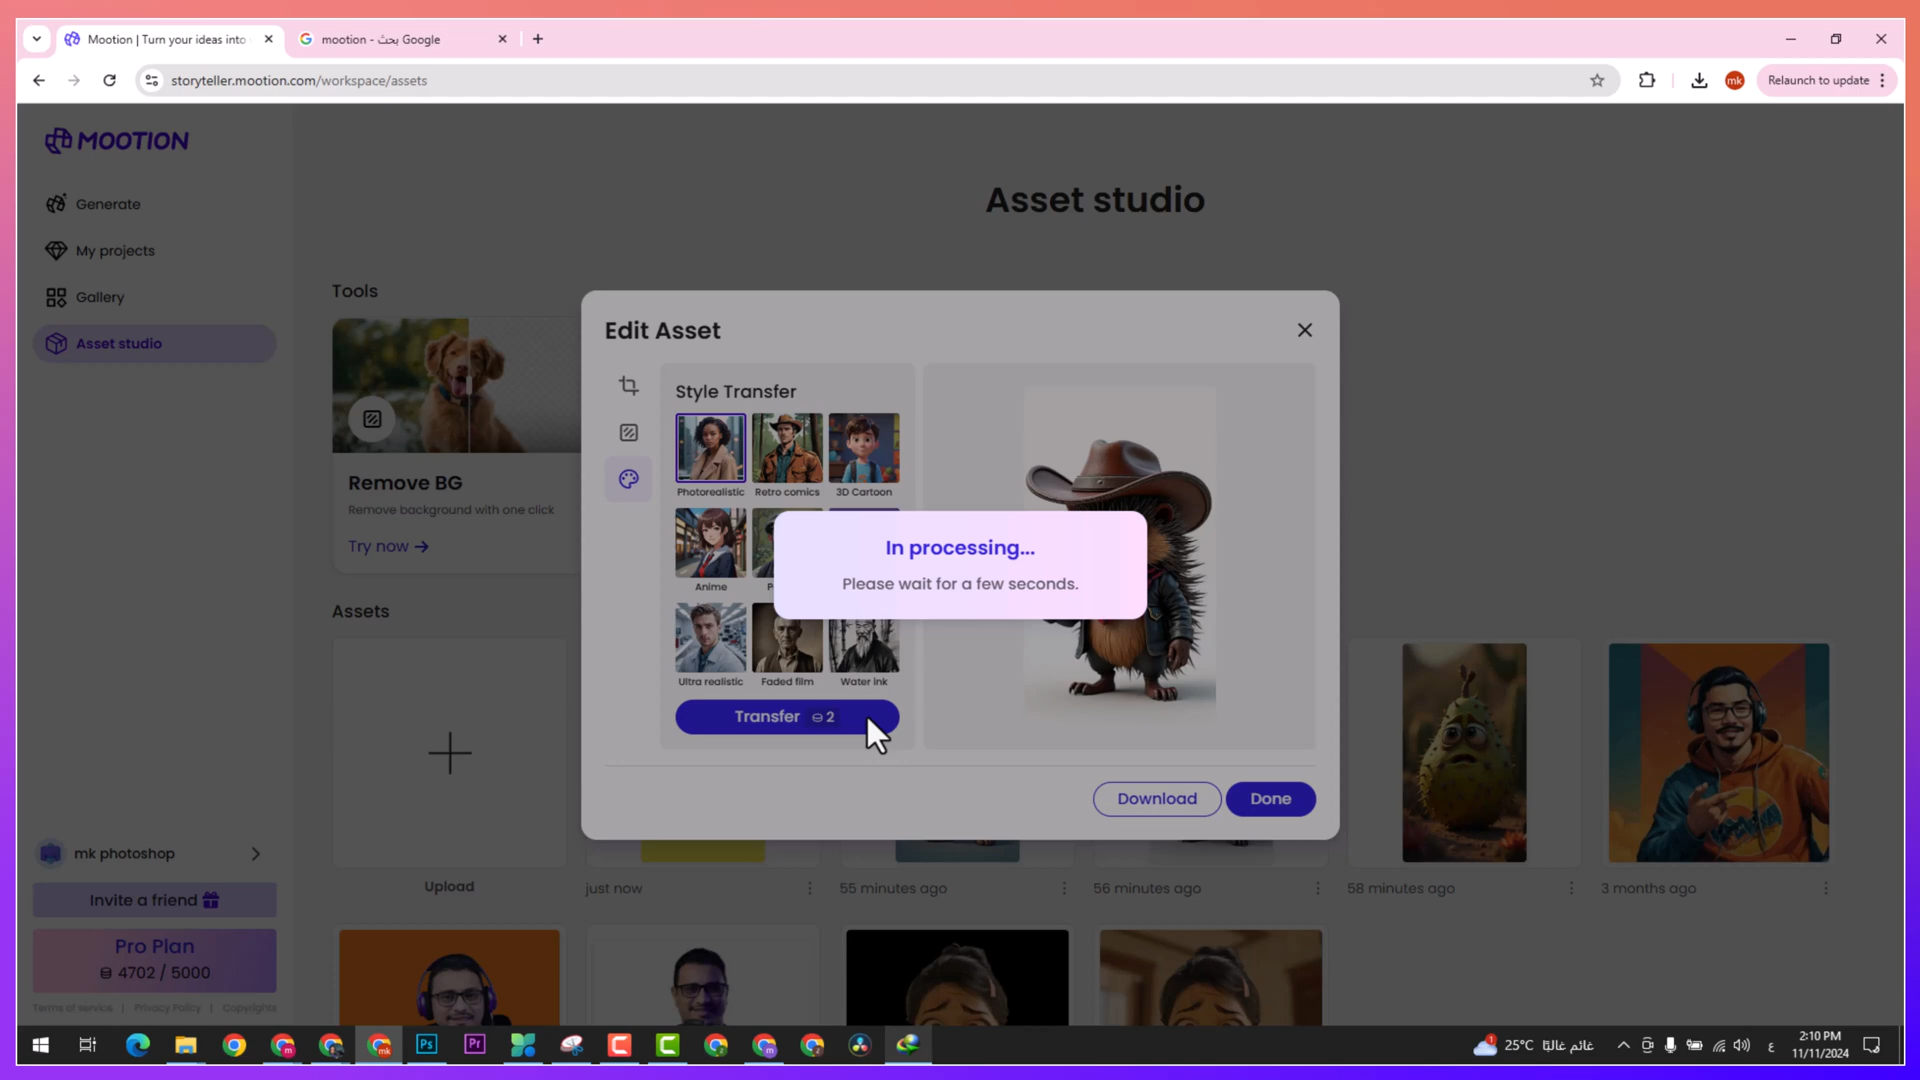 Mootion | Turn your ideas into
mootion - بحث Google
storyteller.mootion.com/workspace/assets
mk
Relaunch to update
MOOTION
Generate
My projects
Gallery
Asset studio
mk photoshop
Invite a friend
Pro Plan
4702 / 5000
Terms of service | Privacy Policy | Copyrights
Asset studio
Tools
Remove BG
Remove background with one click
Try now →
Assets
Upload
just now
55 minutes ago
56 minutes ago
58 minutes ago
3 months ago
Edit Asset
Style Transfer
Photorealistic
Retro comics
3D Cartoon
Anime
Ultra realistic
Faded film
Water ink
Transfer 2
In processing...
Please wait for a few seconds.
Download
Done
Ps
Pr
25°C غائم غالبًا
ع
2:10 PM
11/11/2024